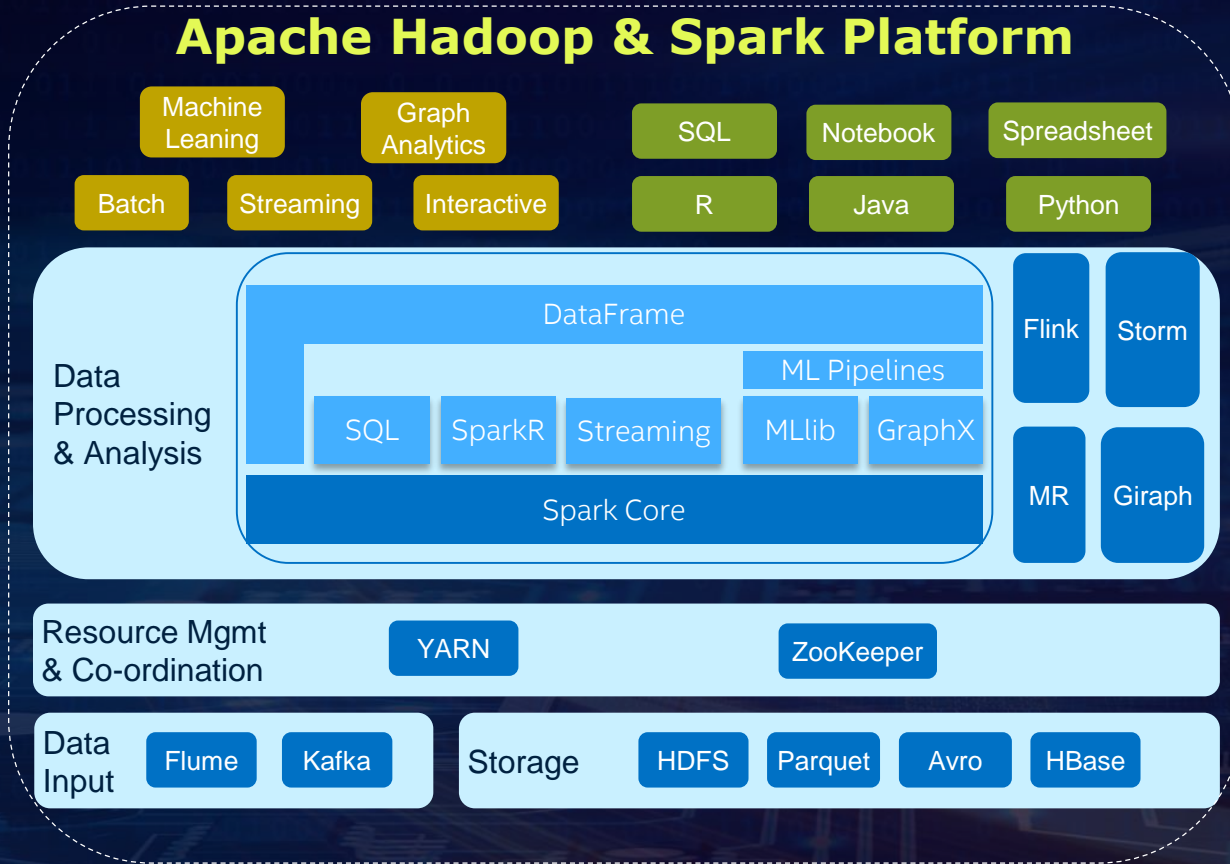 Apache Hadoop & Spark Platform
Machine
Leaning
Graph
Analytics
SQL
Notebook
Spreadsheet
Batch
Streaming
Interactive
R
Java
Python
Data
Processing
& Analysis
DataFrame
ML Pipelines
SQL
SparkR
Streaming
MLlib
GraphX
Spark Core
Flink
Storm
MR
Giraph
Resource Mgmt
& Co-ordination
YARN
ZooKeeper
Data
Input
Flume
Kafka
Storage
HDFS
Parquet
Avro
HBase